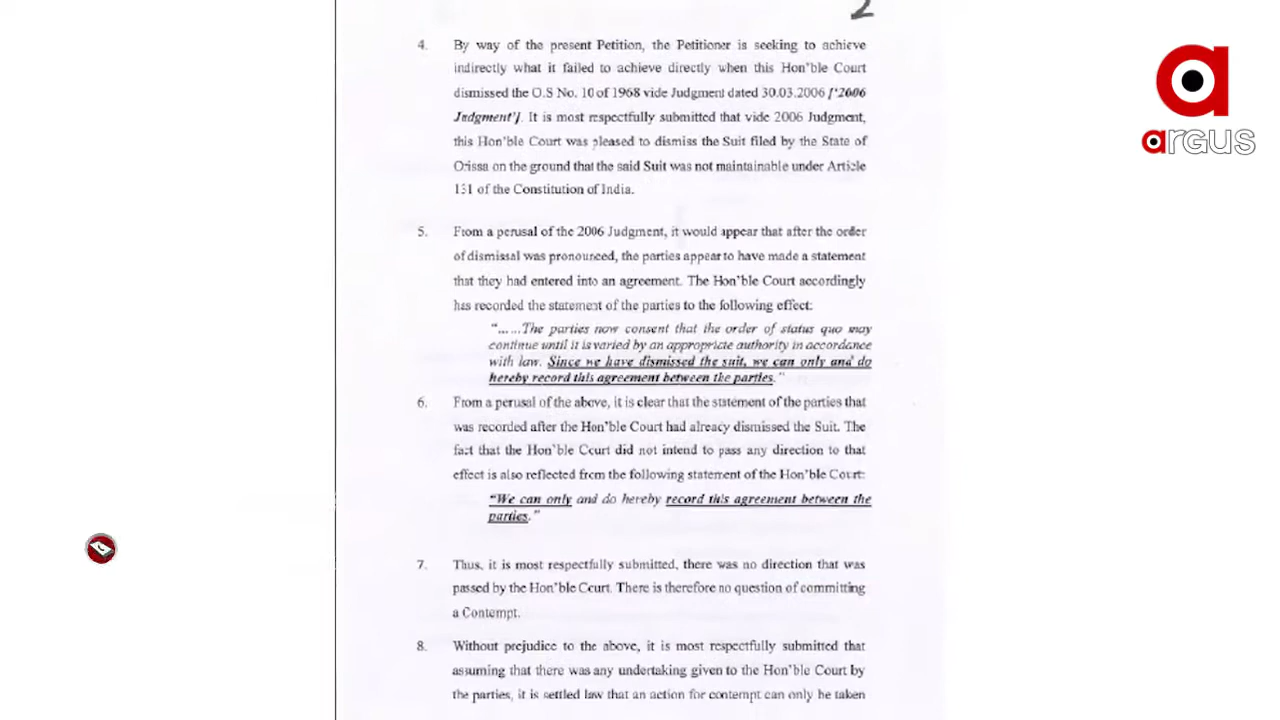 2
argus
4. By way of the present Petition, the Petitioner is seeking to achieve
indirectly what it failed to achieve directly when this Hon'ble Court
dismissed the O.S No. 10 of 1968 vide Judgment dated 30.03.2006 ['2006
Judgment']. It is most respectfully submitted that vide 2006 Judgment,
this Hon'ble Court was pleased to dismiss the Suit filed by the State of
Orissa on the ground that the said Suit was not maintainable under Article
131 of the Constitution of India.
5. From a perusal of the 2006 Judgment, it would appear that after the order
of dismissal was pronounced, the parties appear to have made a statement
that they had entered into an agreement. The Hon'ble Court accordingly
has recorded the statement of the parties to the following effect:
"......The parties now consent that the order of status quo may
continue until it is varied by an appropriate authority in accordance
with law. Since we have dismissed the suit, we can only and do
hereby record this agreement between the parties."
6. From a perusal of the above, it is clear that the statement of the parties that
was recorded after the Hon'ble Court had already dismissed the Suit. The
fact that the Hon'ble Court did not intend to pass any direction to that
effect is also reflected from the following statement of the Hon'ble Court:
"We can only and do hereby record this agreement between the
parties."
7. Thus, it is most respectfully submitted, there was no direction that was
passed by the Hon'ble Court. There is therefore no question of committing
a Contempt.
8. Without prejudice to the above, it is most respectfully submitted that
assuming that there was any undertaking given to the Hon'ble Court by
the parties, it is settled law that an action for contempt can only be taken